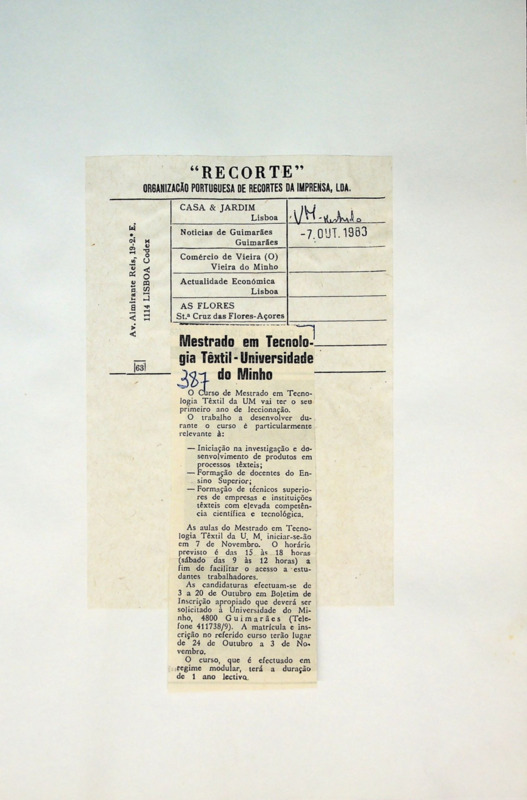 "RECORTE"
ORGANIZAÇÃO PORTUGUESA DE RECORTES DA IMPRENSA, LDA.
Av. Almirante Reis, 19-2.º E.
1114 LISBOA Codex
63
CASA & JARDIM
Lisboa
Notícias de Guimarães
Guimarães
Comércio de Vieira (O)
Vieira do Minho
Actualidade Económica
Lisboa
AS FLORES
St.ª Cruz das Flores-Açores
UM - Mestrado
-7. OUT. 1983
Mestrado em Tecnolo-
gia Têxtil - Universidade
do Minho
387
O Curso de Mestrado em Tecno-
logia Têxtil da UM vai ter o seu
primeiro ano de leccionação.
O trabalho a desenvolver du-
rante o curso é particularmente
relevante à:
— Iniciação na investigação e de-
senvolvimento de produtos em
processos têxteis;
— Formação de docentes do En-
sino Superior;
— Formação de técnicos superio-
res de empresas e instituições
têxteis com elevada competên-
cia científica e tecnológica.
As aulas do Mestrado em Tecno-
logia Têxtil da U. M. iniciar-se-ão
em 7 de Novembro. O horário
previsto é das 15 às 18 horas
(sábado das 9 às 12 horas) a
fim de facilitar o acesso a estu-
dantes trabalhadores.
As candidaturas efectuam-se de
3 a 20 de Outubro em Boletim de
Inscrição apropiado que deverá ser
solicitado à Universidade do Mi-
nho, 4800 Guimarães (Tele-
fone 411738/9). A matrícula e ins-
crição no referido curso terão lugar
de 24 de Outubro a 3 de No-
vembro.
O curso, que é efectuado em
regime modular, terá a duração
de 1 ano lectivo.